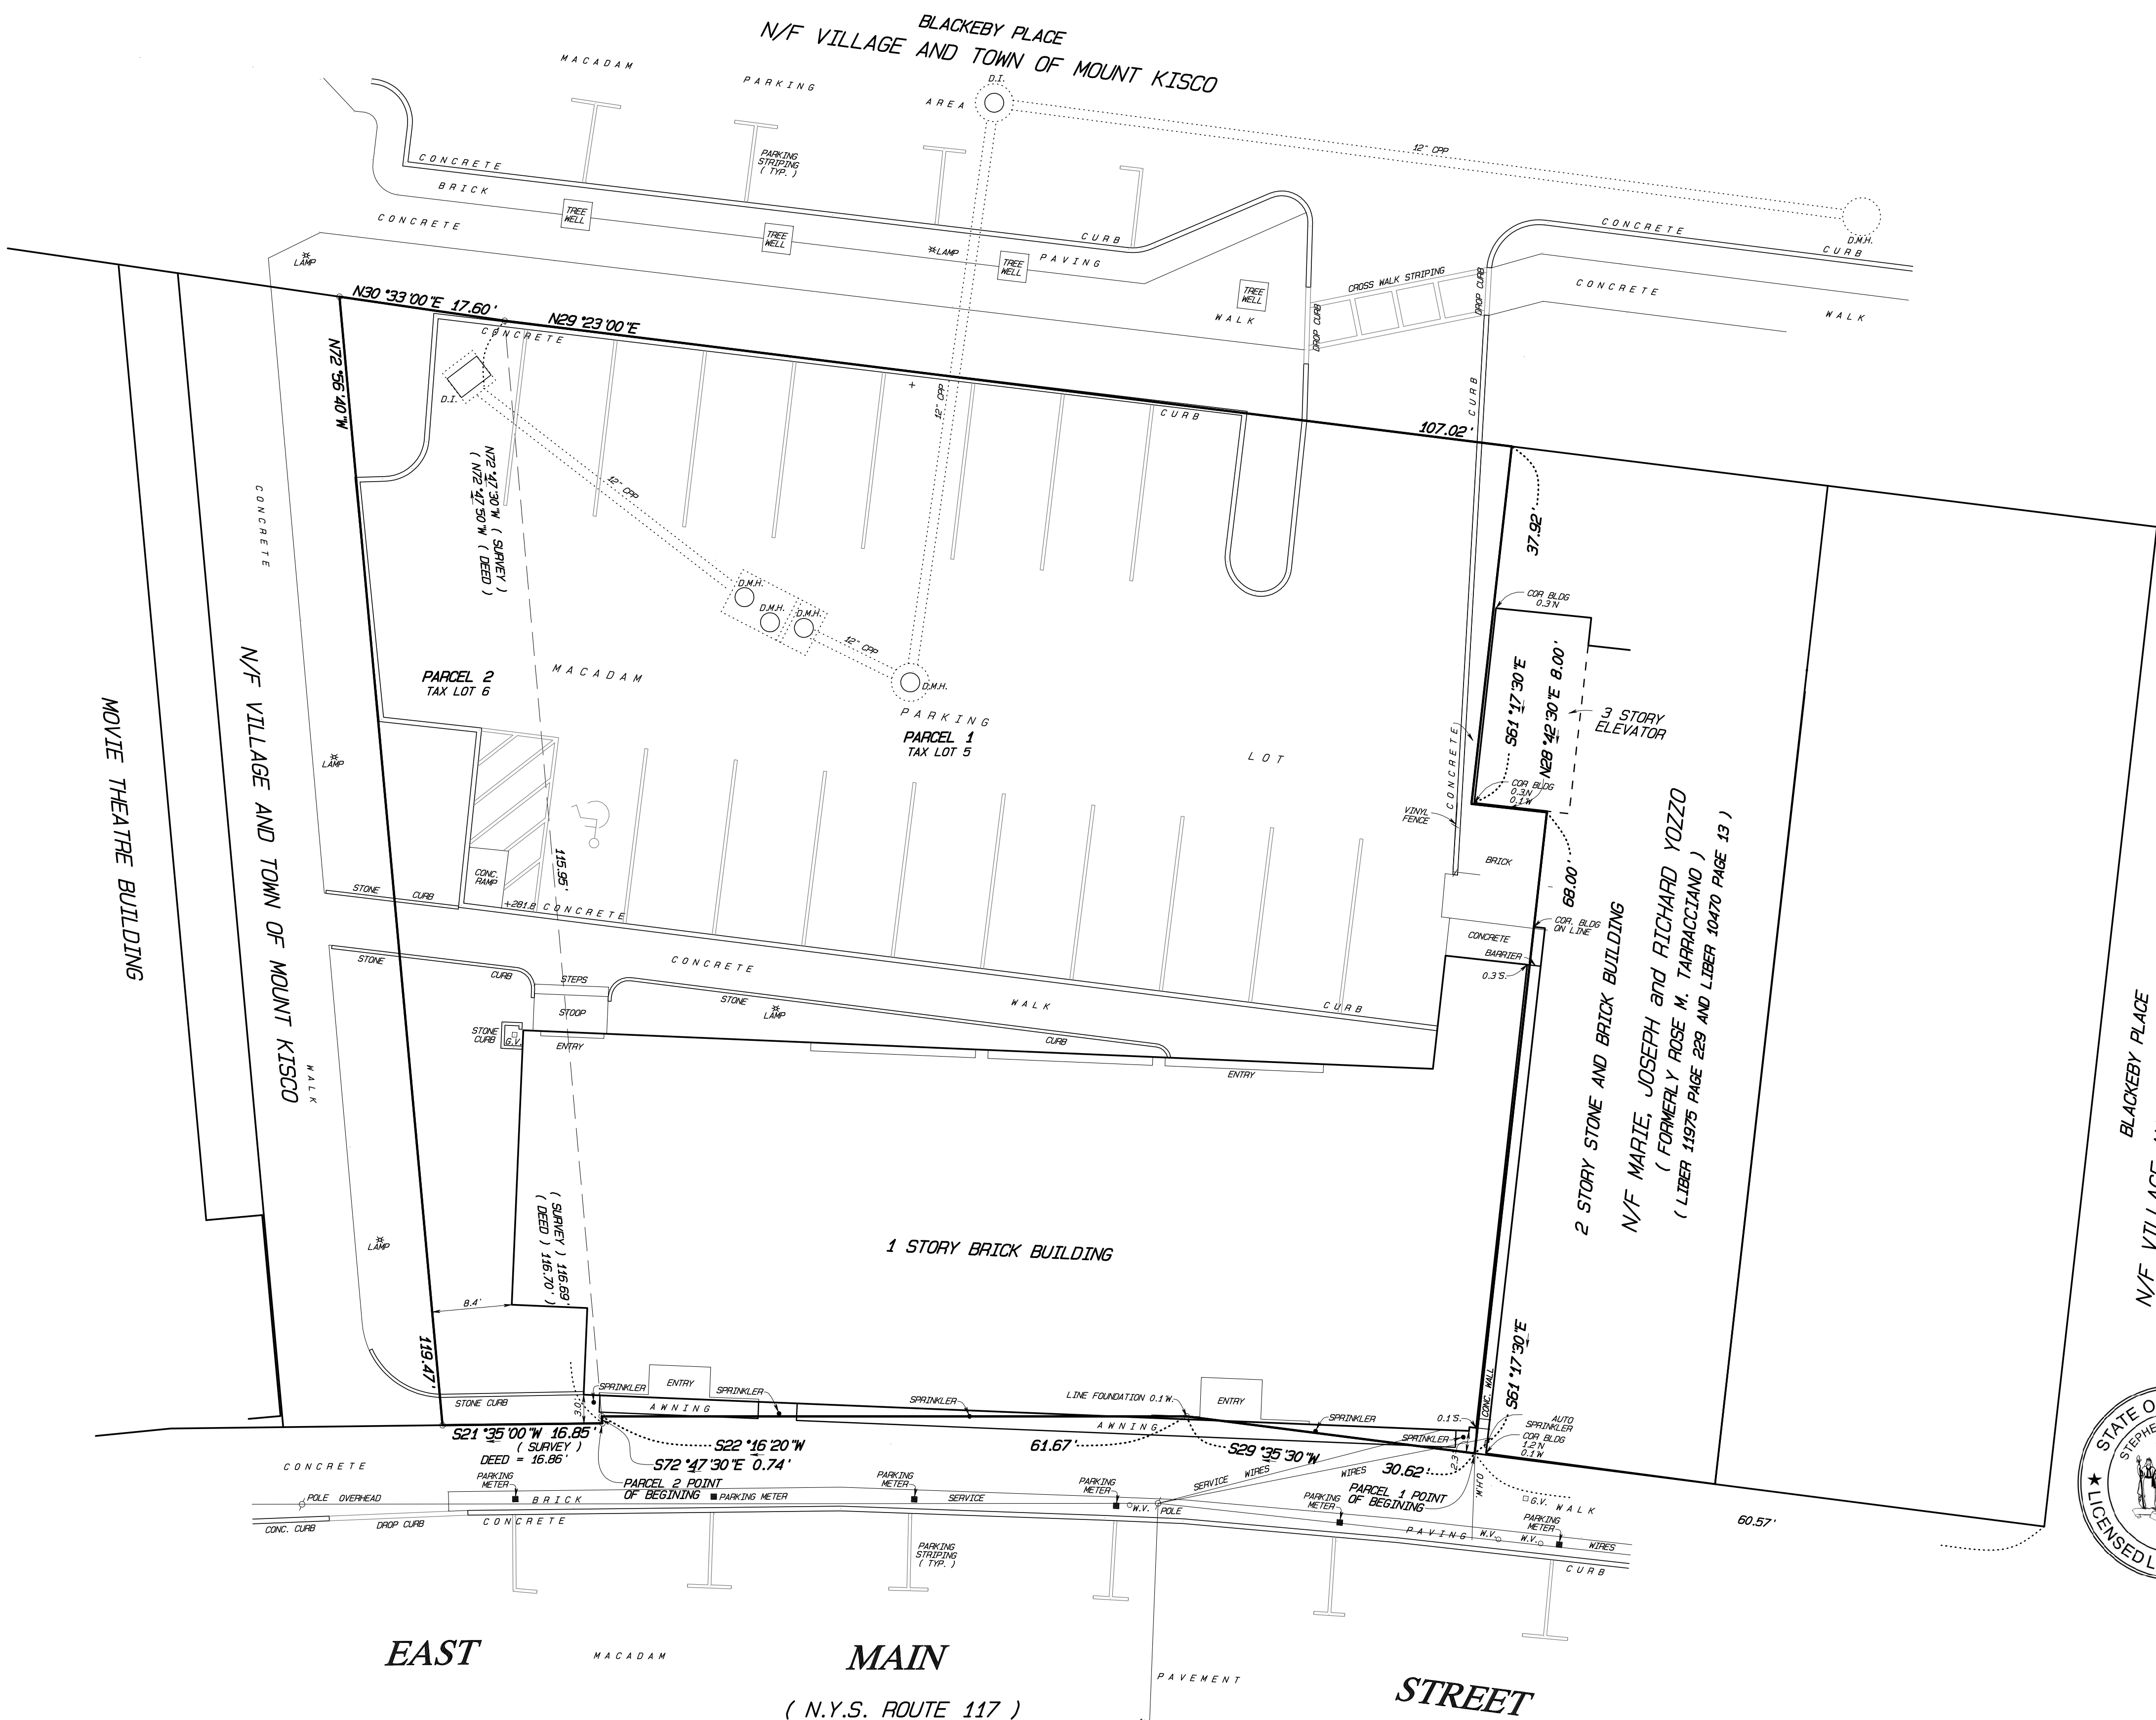 BLACKEBY PLACE
N/F VILLAGE AND TOWN OF MOUNT KISCO
MACADAM
PARKING
AREA
D.I.
12" CPP
D.M.H.
CONCRETE
BRICK
CONCRETE
PARKING
STRIPING
( TYP. )
TREE
WELL
TREE
WELL
LAMP
TREE
WELL
CURB
PAVING
TREE
WELL
WALK
CROSS WALK STRIPING
DROP CURB
DROP CURB
CONCRETE
CURB
CONCRETE
WALK
LAMP
N30°33'00"E 17.60'
N29°23'00"E
CONCRETE
CURB
CURB
107.02'
N72°56'40"W
D.I.
N72°47'30"W ( SURVEY )
( N72°47'50"W ( DEED )
12" CPP
12" CPP
D.M.H.
D.M.H.
D.M.H.
12" CPP
D.M.H.
CONCRETE
37.92'
COR BLDG
0.3'N
S61°17'30"E
N28°42'30"E 8.00'
3 STORY
ELEVATOR
PARCEL 2
TAX LOT 6
MACADAM
PARKING
PARCEL 1
TAX LOT 5
LOT
CONCRETE
COR BLDG
0.3N
0.1'W
VINYL
FENCE
LAMP
BRICK
68.00'
COR. BLDG
ON LINE
CONCRETE
BARRIER
0.3'S.
CONC.
RAMP
115.95'
+281.8
CONCRETE
STONE
CURB
STONE
CURB
STEPS
STOOP
STONE
CURB
G.V.
ENTRY
CONCRETE
STONE
LAMP
WALK
CURB
CURB
ENTRY
MOVIE THEATRE BUILDING
N/F VILLAGE AND TOWN OF MOUNT KISCO
WALK
LAMP
2 STORY STONE AND BRICK BUILDING
N/F MARIE, JOSEPH and RICHARD YOZZO
( FORMERLY ROSE M. TARRACCIANO )
( LIBER 11975 PAGE 229 AND LIBER 10470 PAGE 13 )
BLACKEBY PLACE
N/F VILLAGE
1 STORY BRICK BUILDING
( SURVEY ) 116.69'
( DEED ) 116.70'
8.4'
119.47'
S61°17'30"E
CONC. WALL
STONE CURB
3.0'
SPRINKLER
ENTRY
SPRINKLER
AWNING
SPRINKLER
LINE FOUNDATION 0.1'W.
ENTRY
AWNING
SPRINKLER
0.1'S.
SPRINKLER
AUTO
SPRINKLER
COR BLDG
1.2'N
0.1'W
2.3'
OHW
S21°35'00"W 16.85'
( SURVEY )
DEED = 16.86'
S22°16'20"W
61.67'
S29°35'30"W
30.62'
S72°47'30"E 0.74'
PARCEL 2 POINT
OF BEGINING
PARCEL 1 POINT
OF BEGINING
SERVICE WIRES
WIRES
CONCRETE
POLE
OVERHEAD
PARKING
METER
BRICK
PARKING METER
PARKING
METER
SERVICE
PARKING
METER
W.V.
POLE
PARKING
METER
PAVING
W.V.
W.V.
G.V.
WALK
PARKING
METER
WIRES
60.57'
CONC. CURB
DROP CURB
CONCRETE
CURB
PARKING
STRIPING
( TYP. )
EAST
MACADAM
MAIN
PAVEMENT
STREET
( N.Y.S. ROUTE 117 )
STATE O
STEPHE
LICENSED L